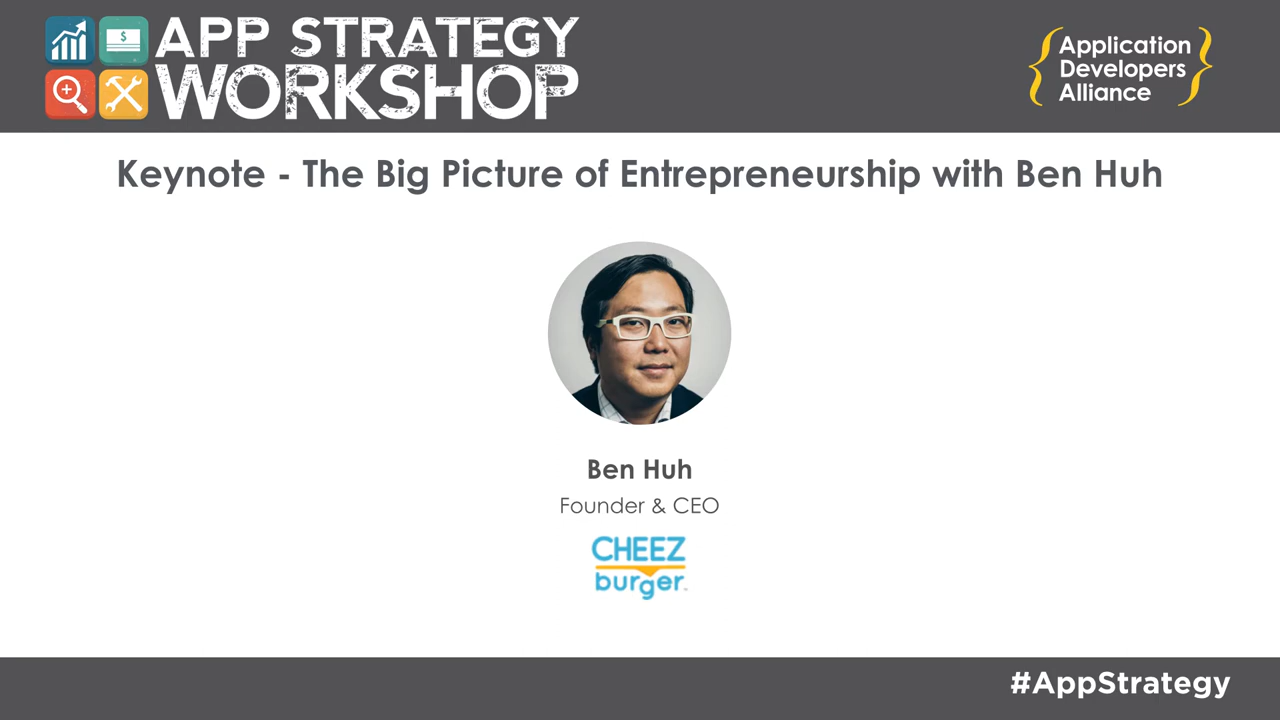 APP STRATEGY
WORKSHOP
Application
Developers
Alliance
Keynote - The Big Picture of Entrepreneurship with Ben Huh
Ben Huh
Founder & CEO
CHEEZ
burger
#AppStrategy